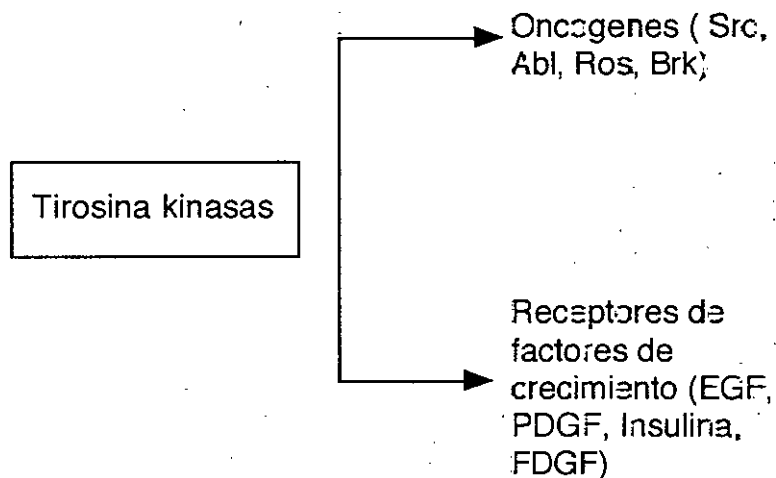 Oncogenes ( Src,
Abl, Ros, Brk)
Tirosina kinasas
Receptores de
factores de
crecimiento (EGF,
PDGF, Insulina,
FDGF)